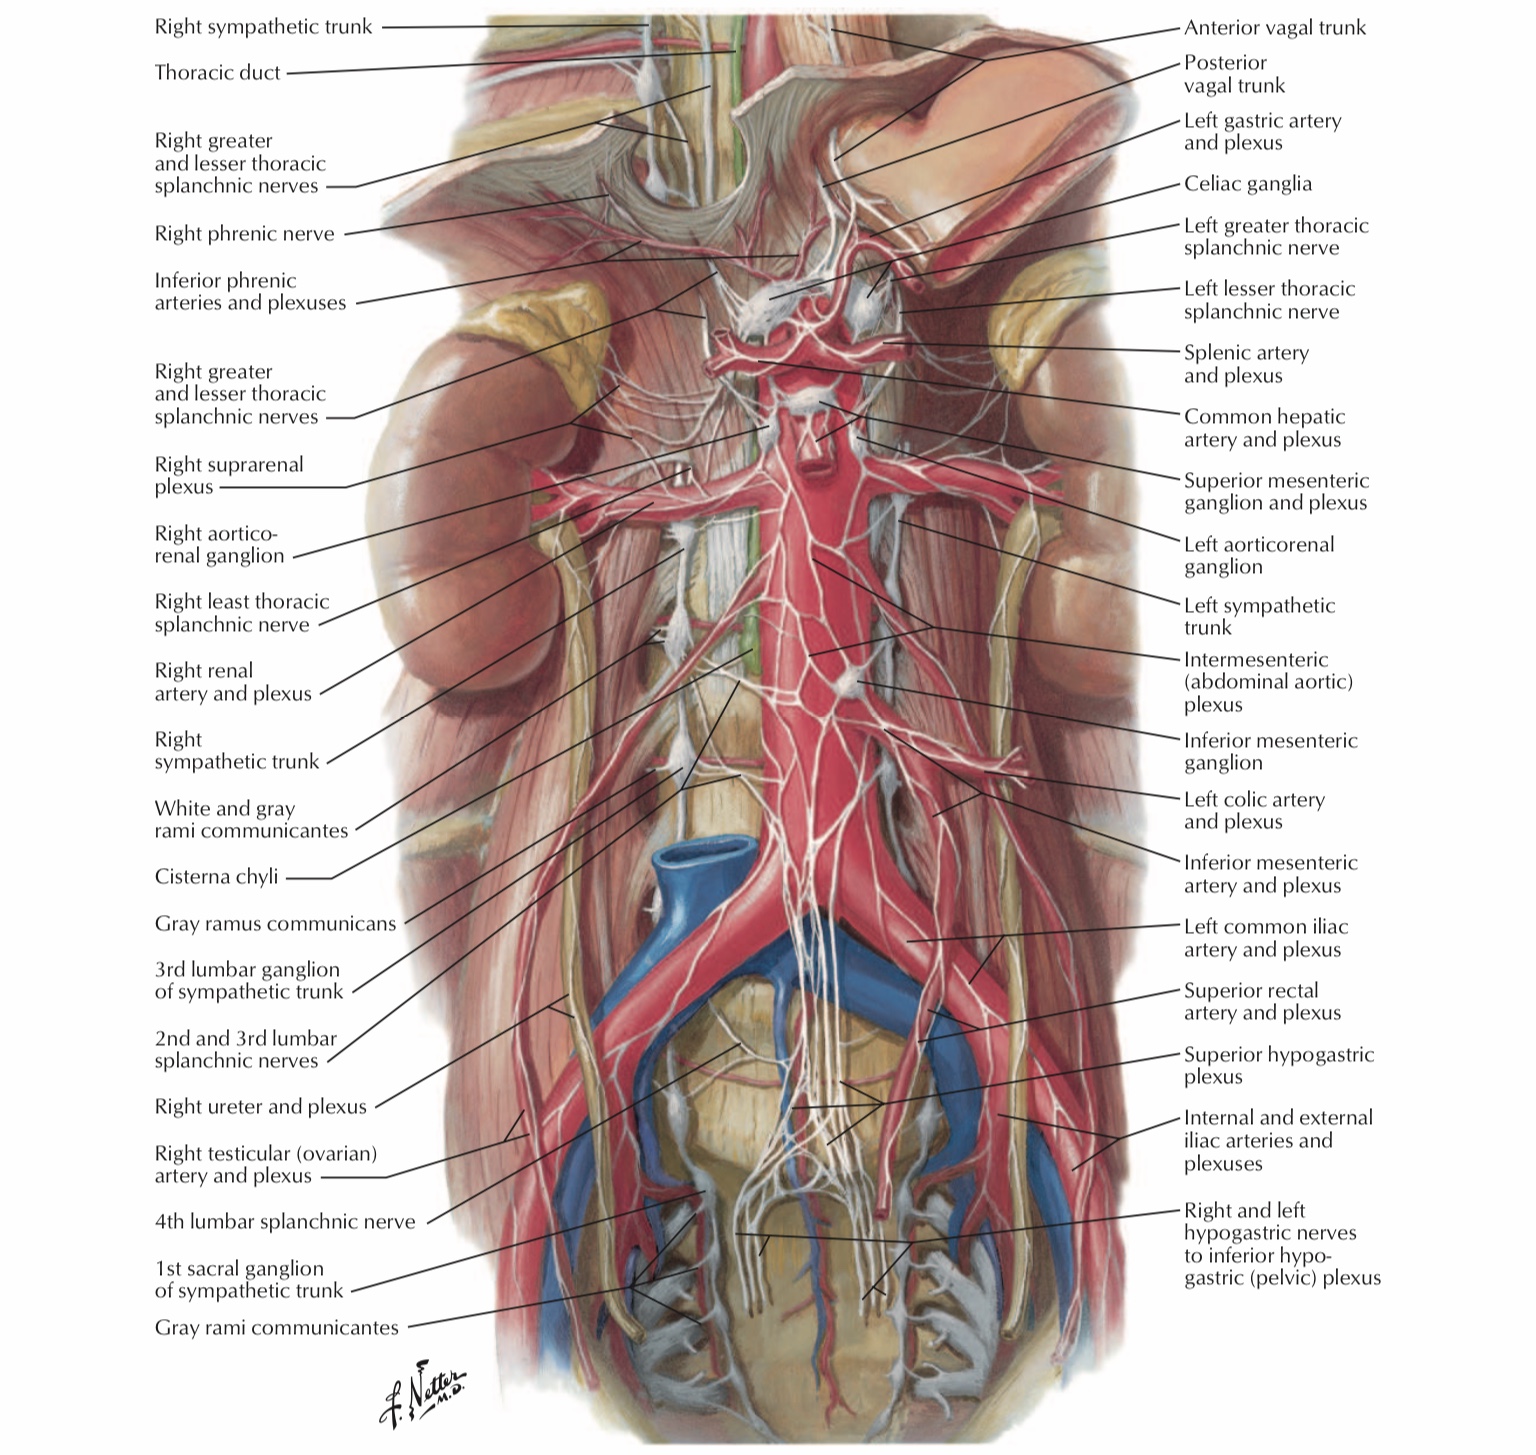 Right sympathetic trunk
Thoracic duct
Right greater
and lesser thoracic
splanchnic nerves
Right phrenic nerve
Inferior phrenic
arteries and plexuses
Right greater
and lesser thoracic
splanchnic nerves
Right suprarenal
plexus
Right aortico-
renal ganglion
Right least thoracic
splanchnic nerve
Right renal
artery and plexus
Right
sympathetic trunk
White and gray
rami communicantes
Cisterna chyli
Gray ramus communicans
3rd lumbar ganglion
of sympathetic trunk
2nd and 3rd lumbar
splanchnic nerves
Right ureter and plexus
Right testicular (ovarian)
artery and plexus
4th lumbar splanchnic nerve
1st sacral ganglion
of sympathetic trunk
Gray rami communicantes
F. Netter
M.D.
Anterior vagal trunk
Posterior
vagal trunk
Left gastric artery
and plexus
Celiac ganglia
Left greater thoracic
splanchnic nerve
Left lesser thoracic
splanchnic nerve
Splenic artery
and plexus
Common hepatic
artery and plexus
Superior mesenteric
ganglion and plexus
Left aorticorenal
ganglion
Left sympathetic
trunk
Intermesenteric
(abdominal aortic)
plexus
Inferior mesenteric
ganglion
Left colic artery
and plexus
Inferior mesenteric
artery and plexus
Left common iliac
artery and plexus
Superior rectal
artery and plexus
Superior hypogastric
plexus
Internal and external
iliac arteries and
plexuses
Right and left
hypogastric nerves
to inferior hypo-
gastric (pelvic) plexus